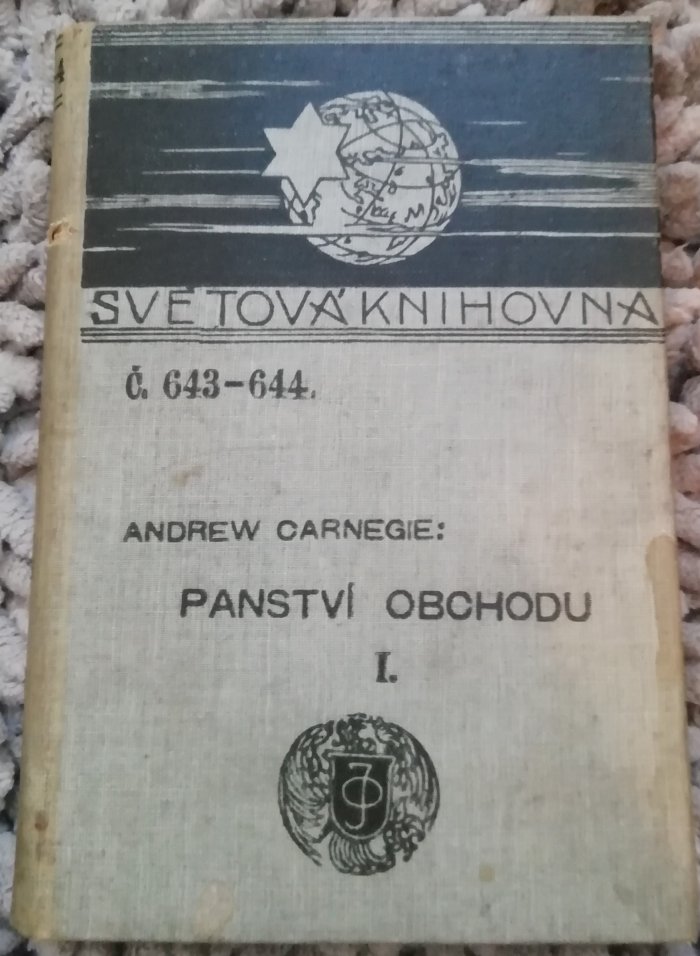 SVĚTOVÁ KNIHOVNA
Č. 643-644.
ANDREW CARNEGIE:
PANSTVÍ OBCHODU
I.